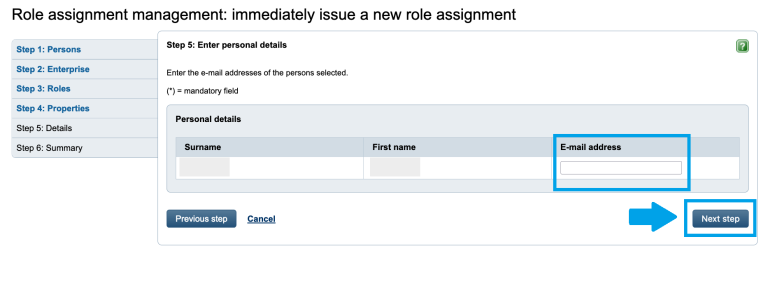 Role assignment management: immediately issue a new role assignment
Step 1: Persons
Step 2: Enterprise
Step 3: Roles
Step 4: Properties
Step 5: Details
Step 6: Summary
Step 5: Enter personal details
?
Enter the e-mail addresses of the persons selected.
(*) = mandatory field
Personal details
Surname First name E-mail address
Previous step Cancel Next step